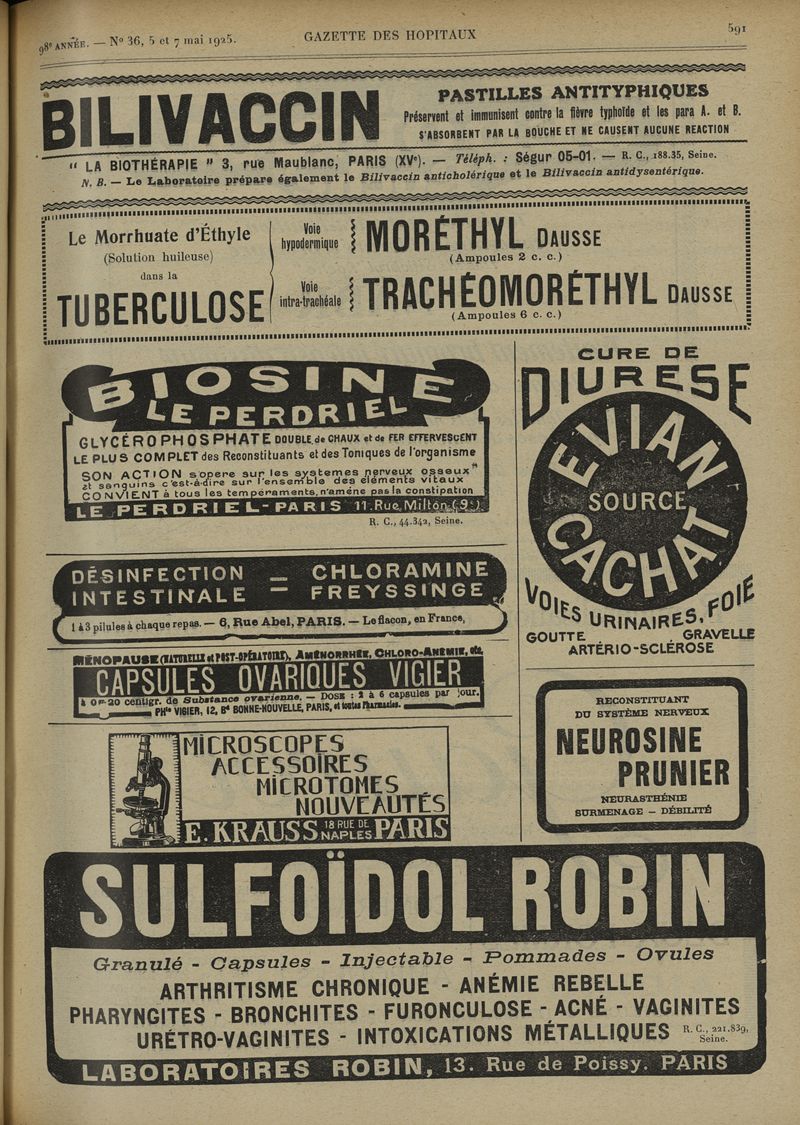 98e ANNÉE. — No 36, 5 et 7 mai 1925.
GAZETTE DES HOPITAUX
591
BILIVACCIN
PASTILLES ANTITYPHIQUES
Préservent et immunisent contre la fièvre typhoïde et les para A. et B.
S'ABSORBENT PAR LA BOUCHE ET NE CAUSENT AUCUNE REACTION
" LA BIOTHÉRAPIE " 3, rue Maublanc, PARIS (XVe). — Téléph. : Ségur 05-01. — R. C., 188.35, Seine.
N. B. — Le Laboratoire prépare également le Bilivaccin anticholérique et le Bilivaccin antidysentérique.
Le Morrhuate d'Éthyle
(Solution huileuse)
dans la
TUBERCULOSE
Voie
hypodermique
MORÉTHYL DAUSSE
(Ampoules 2 c. c.)
Voie
intra-trachéale
TRACHÉOMORÉTHYL DAUSSE
(Ampoules 6 c. c.)
BIOSINE
LE PERDRIEL
GLYCÉROPHOSPHATE DOUBLE de CHAUX et de FER EFFERVESCENT
LE PLUS COMPLET des Reconstituants et des Toniques de l'organisme
SON ACTION s'opere sur les systemes nerveux osseux"
et sanguins c'est-à-dire sur l'ensemble des éléments vitaux
CONVIENT à tous les tempéraments, n'amène pas la constipation
LE PERDRIEL-PARIS 11. Rue Milton (9e)
R. C., 44.342, Seine.
CURE DE
DIURESE
EVIAN
SOURCE
CACHAT
VOIES URINAIRES, FOIE
GOUTTE GRAVELLE
ARTÉRIO-SCLÉROSE
DÉSINFECTION = CHLORAMINE
INTESTINALE FREYSSINGE
1 à 3 pilules à chaque repas. — 6, Rue Abel, PARIS. — Le flacon, en France,
MÉNOPAUSE (NATURELLE et POST-OPÉRATOIRE), AMÉNORRHÉE, CHLORO-ANÉMIE, etc.
CAPSULES OVARIQUES VIGIER
à 0gr 20 centigr. de Substance ovarienne. — DOSE : 2 à 6 capsules par jour.
PHie VIGIER, 12, Bd BONNE-NOUVELLE, PARIS, et toutes Pharmacies.
MICROSCOPES
ACCESSOIRES
MICROTOMES
NOUVEAUTÉS
E. KRAUSS 18 RUE DE NAPLES PARIS
RECONSTITUANT
DU SYSTÈME NERVEUX
NEUROSINE
PRUNIER
NEURASTHÉNIE
SURMENAGE — DÉBILITÉ
SULFOÏDOL ROBIN
Granulé - Capsules - Injectable - Pommades - Ovules
ARTHRITISME CHRONIQUE - ANÉMIE REBELLE
PHARYNGITES - BRONCHITES - FURONCULOSE - ACNÉ - VAGINITES
URÉTRO-VAGINITES - INTOXICATIONS MÉTALLIQUES R. C., 221.839, Seine.
LABORATOIRES ROBIN, 13. Rue de Poissy. PARIS